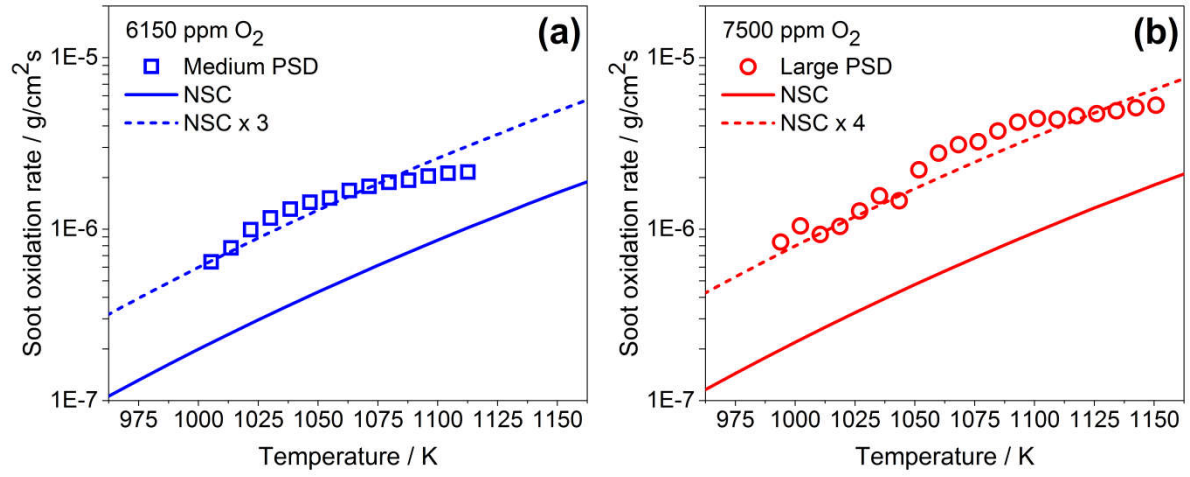 6150 ppm O2
(a)
Medium PSD
NSC
NSC x 3
1E-5
1E-6
1E-7
Soot oxidation rate / g/cm2s
975 1000 1025 1050 1075 1100 1125 1150
Temperature / K
7500 ppm O2
(b)
Large PSD
NSC
NSC x 4
1E-5
1E-6
1E-7
Soot oxidation rate / g/cm2s
975 1000 1025 1050 1075 1100 1125 1150
Temperature / K